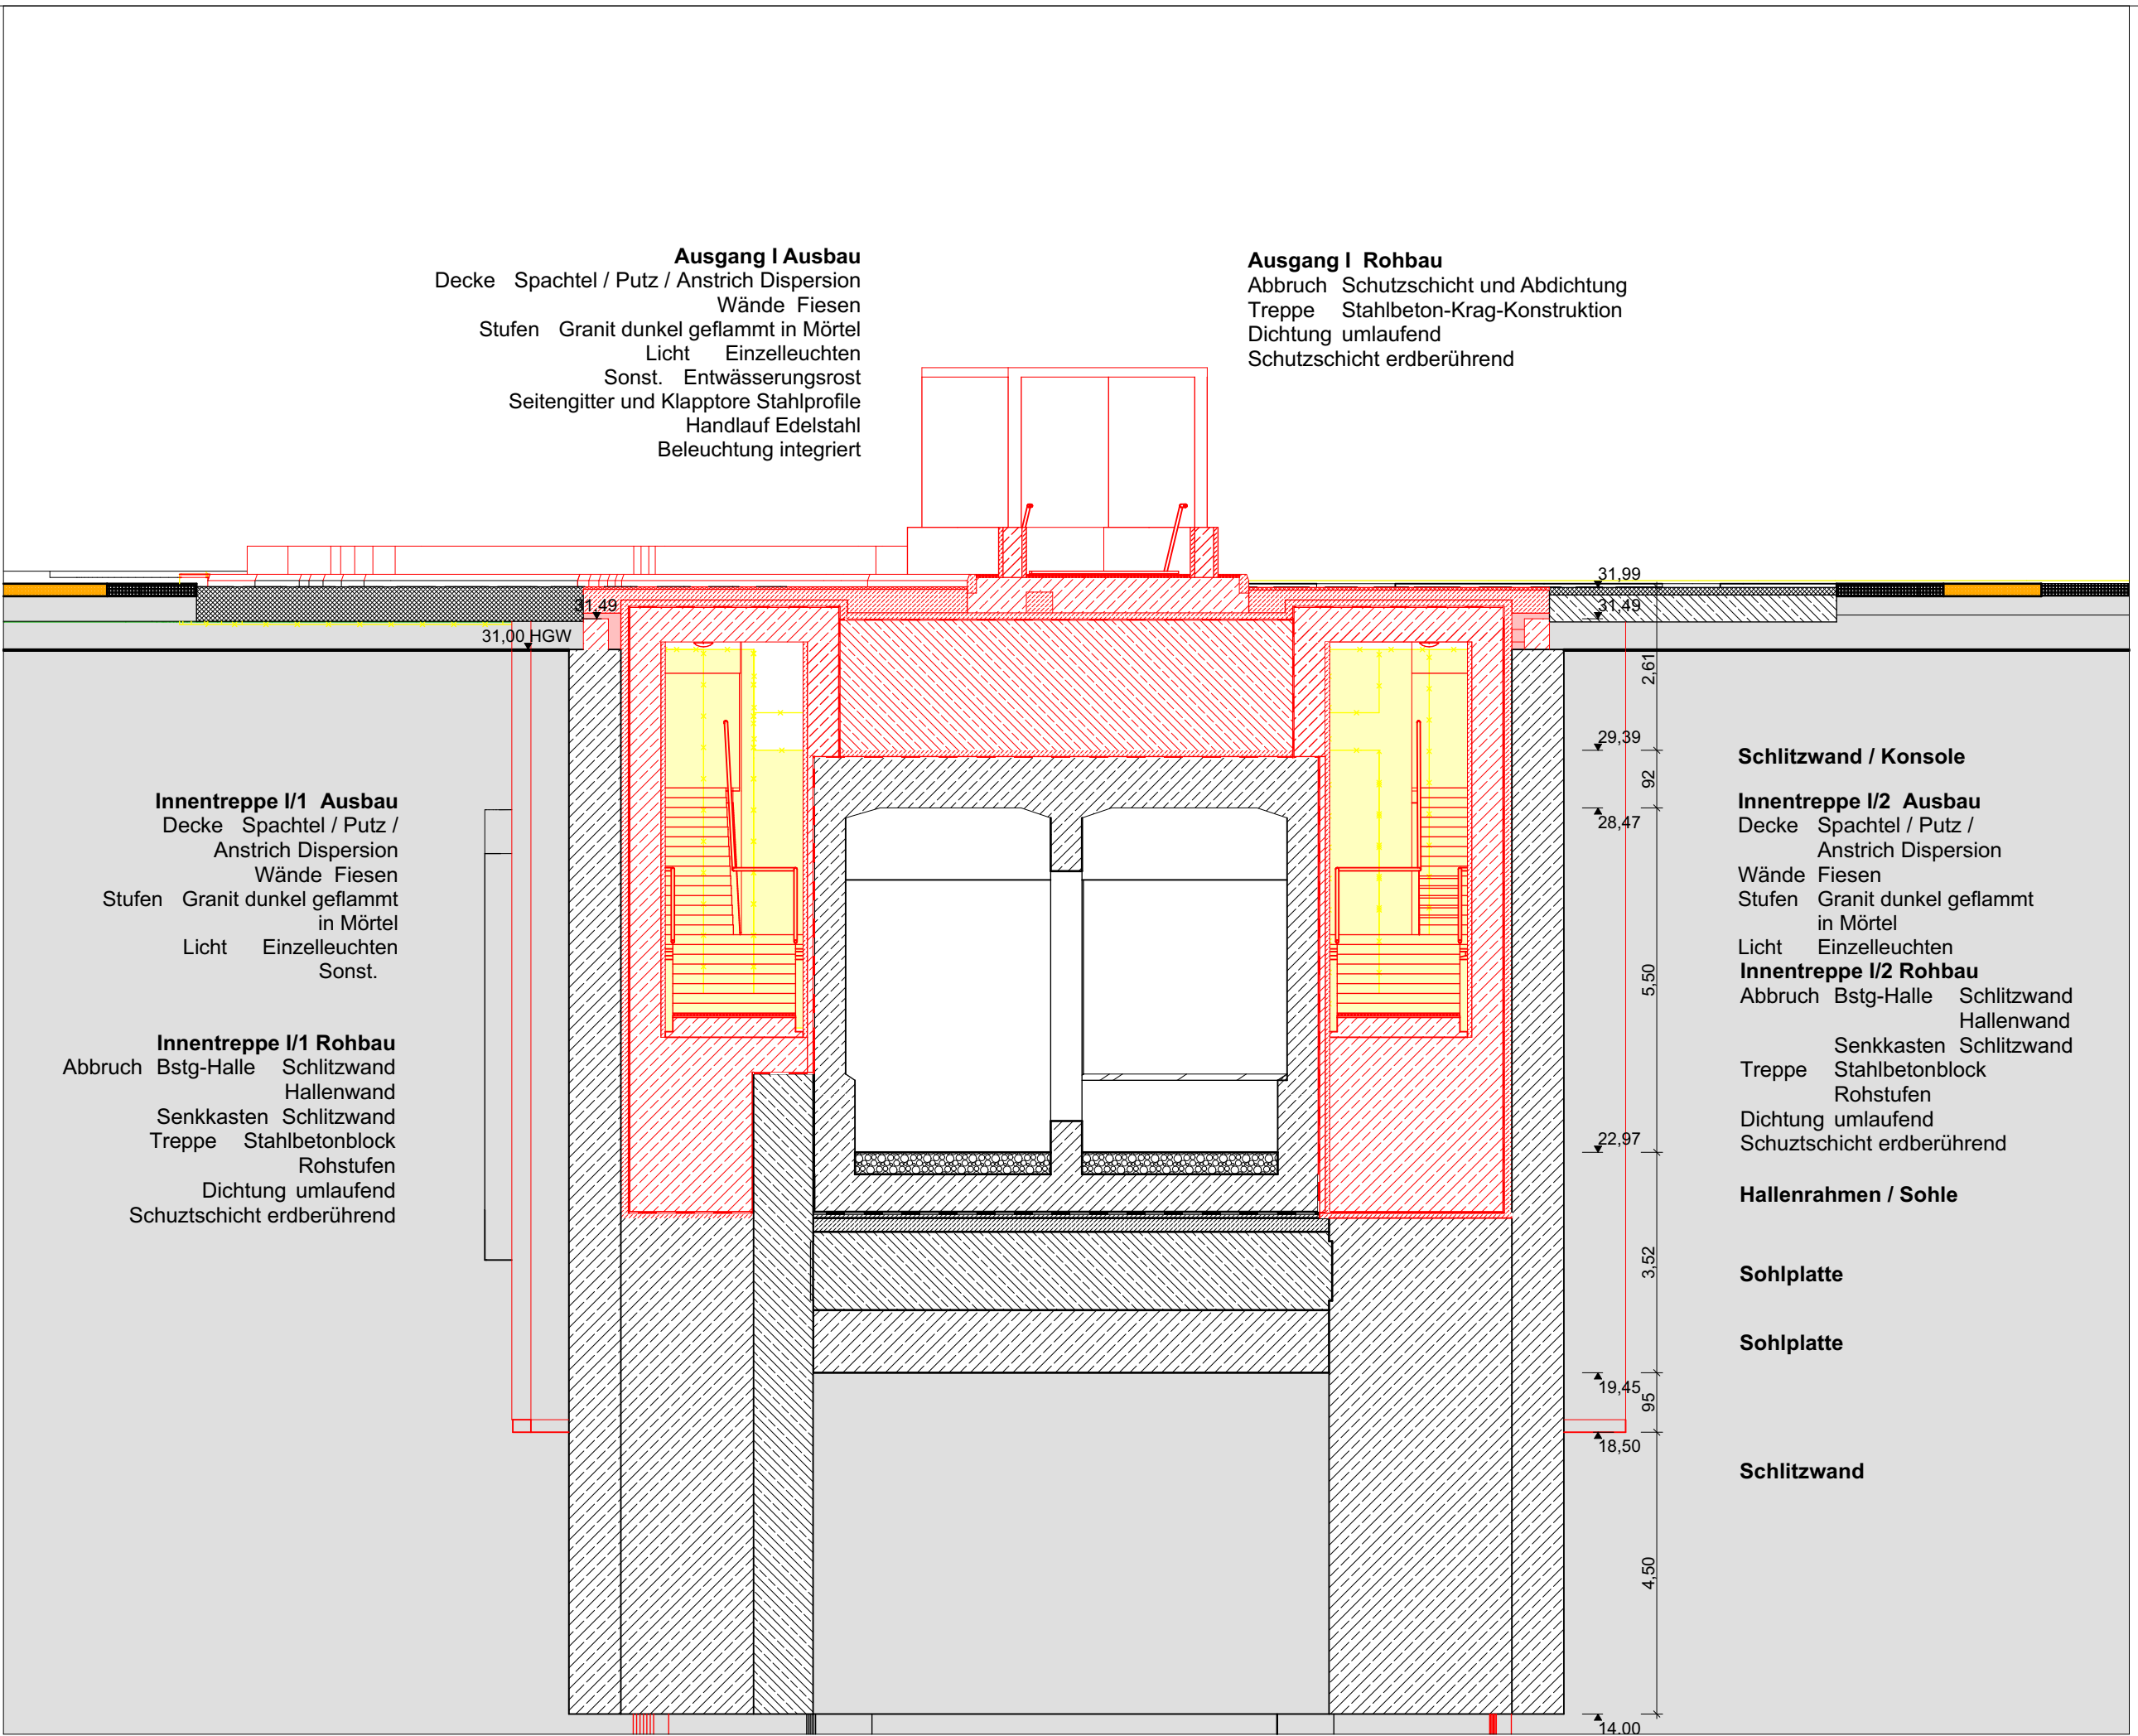 Ausgang I Ausbau
Decke Spachtel / Putz / Anstrich Dispersion
Wände Fiesen
Stufen Granit dunkel geflammt in Mörtel
Licht Einzelleuchten
Sonst. Entwässerungsrost
Seitengitter und Klapptore Stahlprofile
Handlauf Edelstahl
Beleuchtung integriert
Ausgang I Rohbau
Abbruch Schutzschicht und Abdichtung
Treppe Stahlbeton-Krag-Konstruktion
Dichtung umlaufend
Schutzschicht erdberührend
31,49
31,00 HGW
31,99
31,49
2,61
29,39
92
28,47
5,50
22,97
3,52
19,45
95
18,50
4,50
14,00
Innentreppe I/1 Ausbau
Decke Spachtel / Putz /
Anstrich Dispersion
Wände Fiesen
Stufen Granit dunkel geflammt
in Mörtel
Licht Einzelleuchten
Sonst.
Innentreppe I/1 Rohbau
Abbruch Bstg-Halle Schlitzwand
Hallenwand
Senkkasten Schlitzwand
Treppe Stahlbetonblock
Rohstufen
Dichtung umlaufend
Schuztschicht erdberührend
Schlitzwand / Konsole
Innentreppe I/2 Ausbau
Decke Spachtel / Putz /
Anstrich Dispersion
Wände Fiesen
Stufen Granit dunkel geflammt
in Mörtel
Licht Einzelleuchten
Innentreppe I/2 Rohbau
Abbruch Bstg-Halle Schlitzwand
Hallenwand
Senkkasten Schlitzwand
Treppe Stahlbetonblock
Rohstufen
Dichtung umlaufend
Schuztschicht erdberührend
Hallenrahmen / Sohle
Sohlplatte
Sohlplatte
Schlitzwand